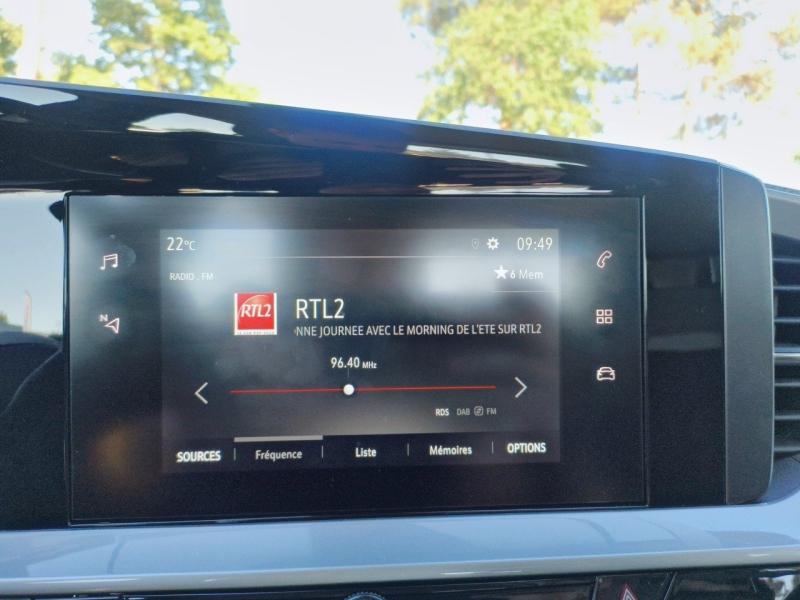 22°C 09:49
RADIO . FM ★6 Mem
RTL2
RTL2
NNE JOURNEE AVEC LE MORNING DE L'ETE SUR RTL2
96.40 MHz
RDS DAB FM
SOURCES Fréquence Liste Mémoires OPTIONS
N